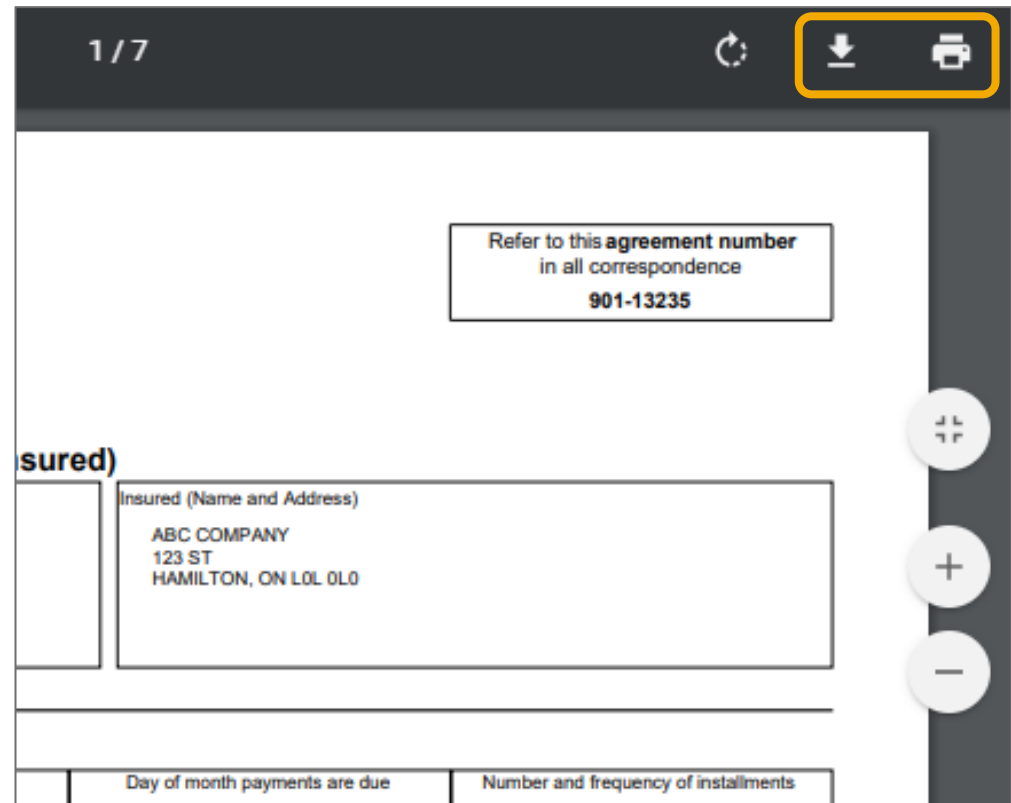 1 / 7
Refer to this agreement number
in all correspondence
901-13235
sured)
Insured (Name and Address)
ABC COMPANY
123 ST
HAMILTON, ON L0L 0L0
Day of month payments are due
Number and frequency of installments